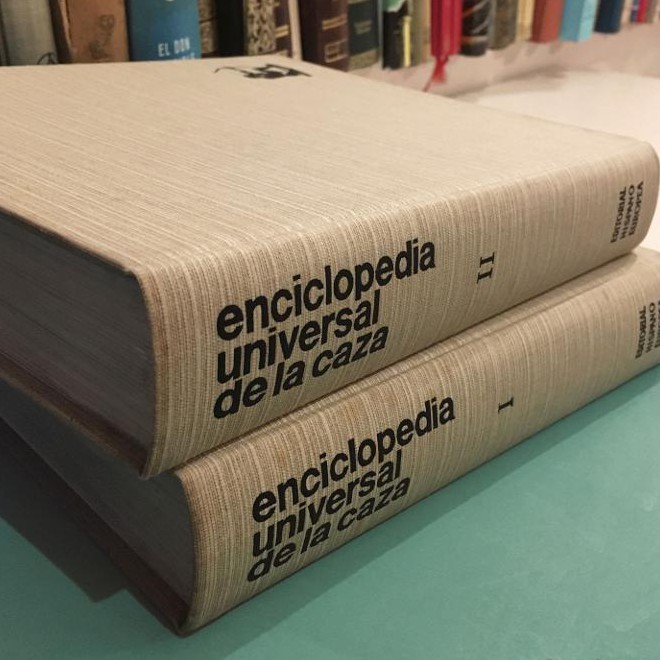 EL DON
enciclopedia
universal
de la caza
II
EDITORIAL
HISPANO
EUROPEA
enciclopedia
universal
de la caza
I
EDITORIAL
HISPANO